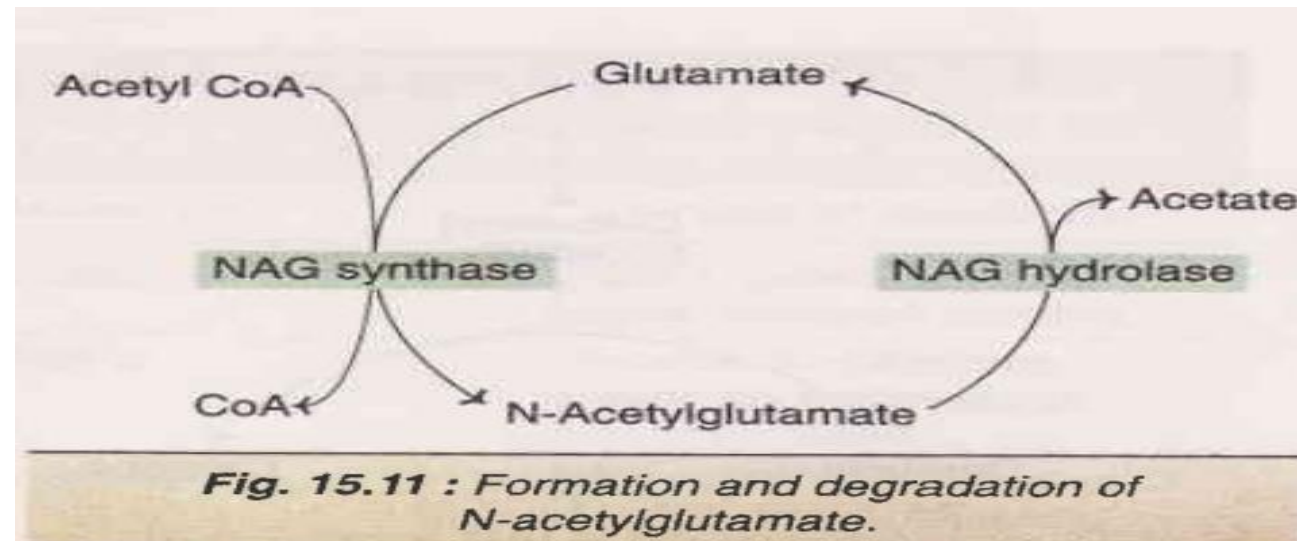 Acetyl CoA
Glutamate
Acetate
NAG synthase
NAG hydrolase
CoA
N-Acetylglutamate
Fig. 15.11 : Formation and degradation of
N-acetylglutamate.